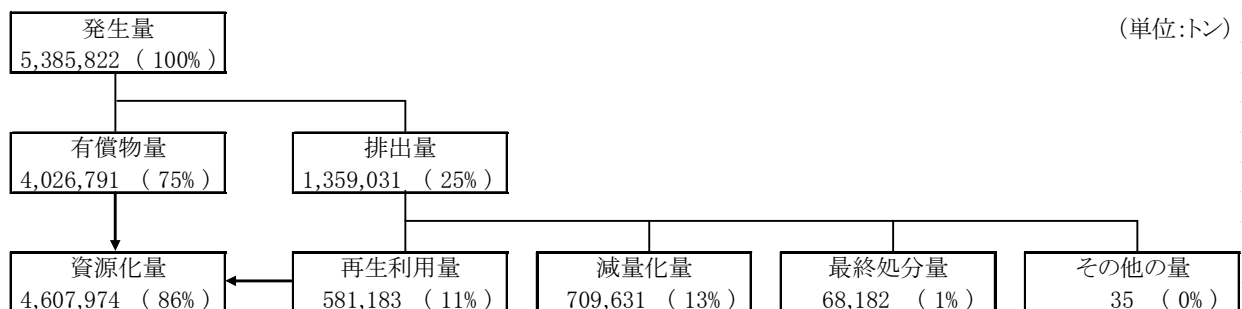 発生量
5,385,822 ( 100% )
(単位:トン)
有償物量
4,026,791 ( 75% )
排出量
1,359,031 ( 25% )
資源化量
4,607,974 ( 86% )
再生利用量
581,183 ( 11% )
減量化量
709,631 ( 13% )
最終処分量
68,182 ( 1% )
その他の量
35 ( 0% )